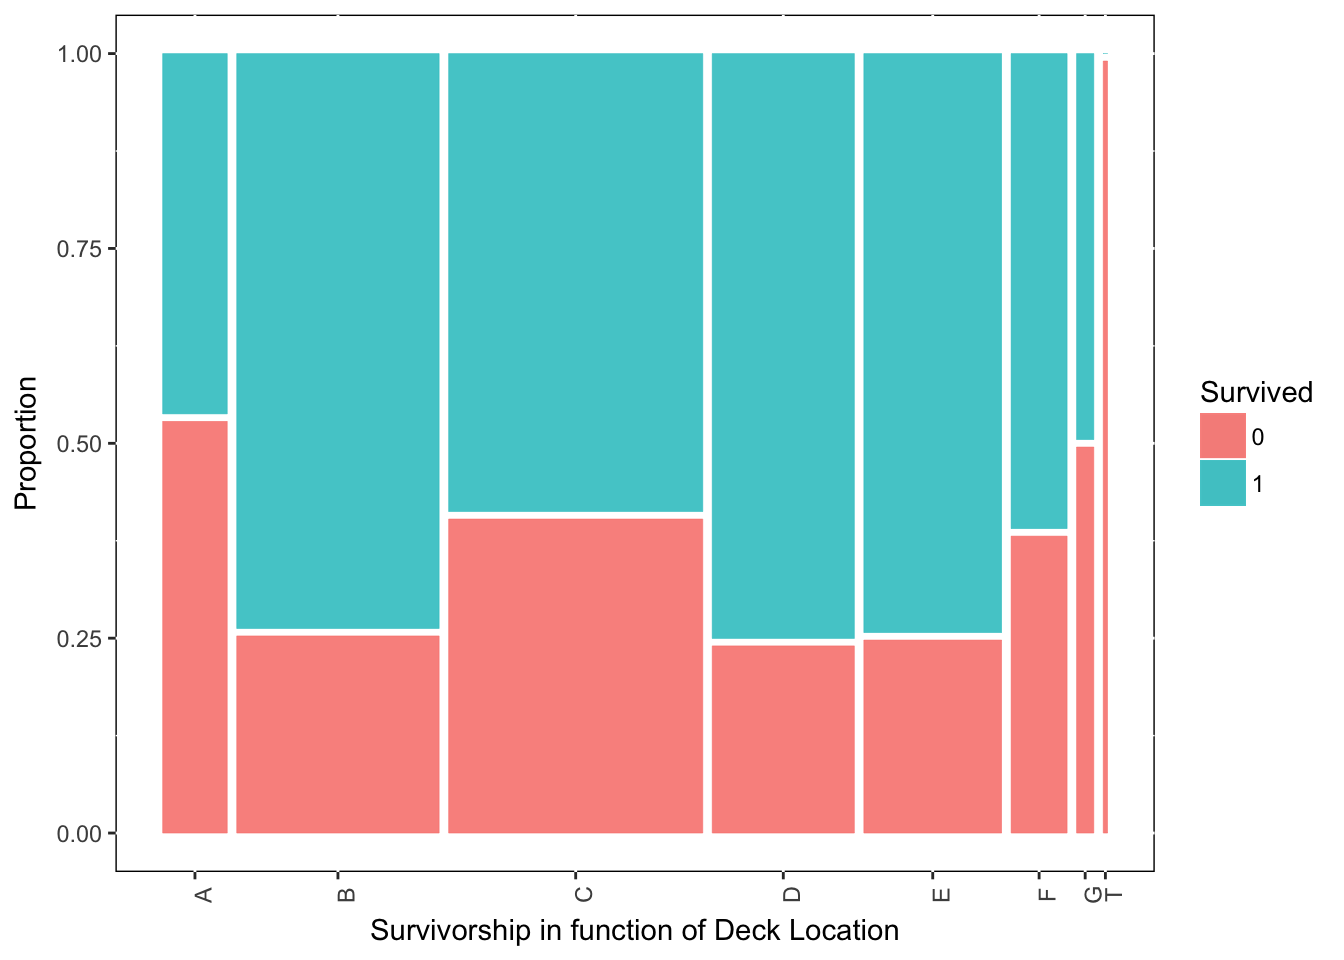 1.00
0.75
0.50
0.25
0.00
Proportion
A B C D E F G T
Survivorship in function of Deck Location
Survived
0
1